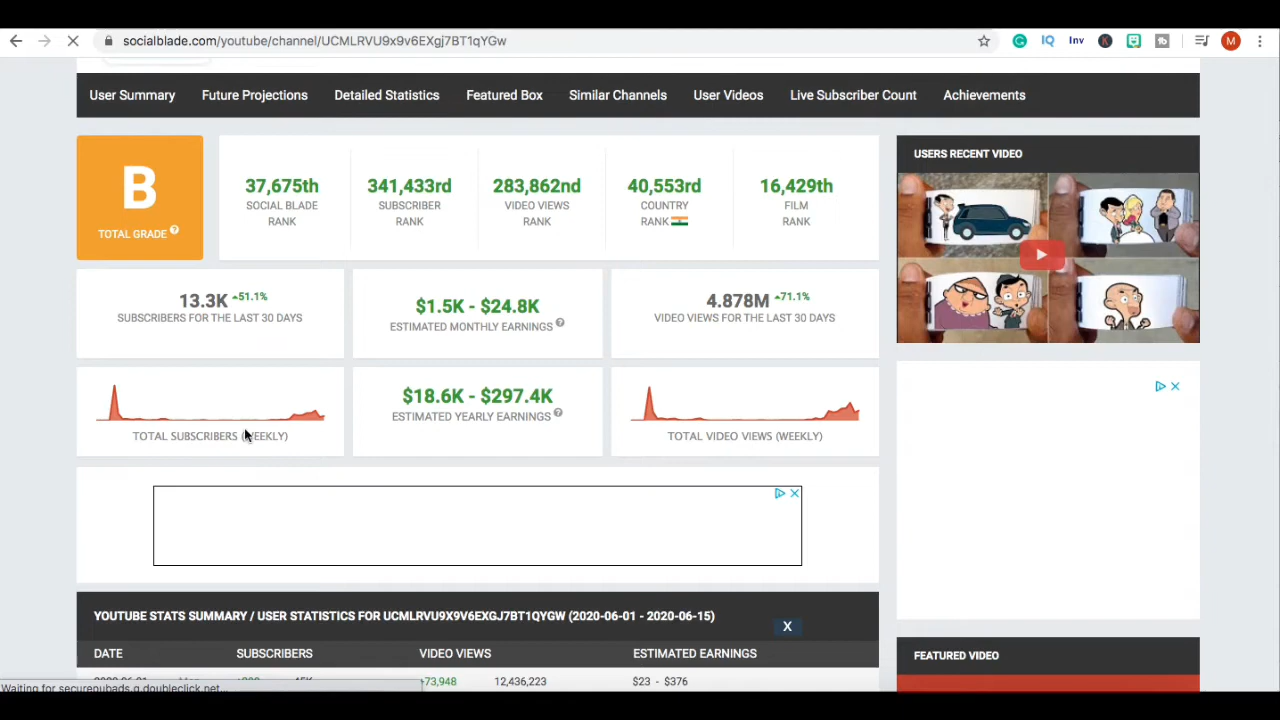 socialblade.com/youtube/channel/UCMLRVU9x9v6EXgj7BT1qYGw
IQ
Inv
M
User Summary
Future Projections
Detailed Statistics
Featured Box
Similar Channels
User Videos
Live Subscriber Count
Achievements
B
TOTAL GRADE
37,675th
SOCIAL BLADE
RANK
341,433rd
SUBSCRIBER
RANK
283,862nd
VIDEO VIEWS
RANK
40,553rd
COUNTRY
RANK
16,429th
FILM
RANK
USERS RECENT VIDEO
13.3K 51.1%
SUBSCRIBERS FOR THE LAST 30 DAYS
$1.5K - $24.8K
ESTIMATED MONTHLY EARNINGS
4.878M 71.1%
VIDEO VIEWS FOR THE LAST 30 DAYS
TOTAL SUBSCRIBERS (WEEKLY)
$18.6K - $297.4K
ESTIMATED YEARLY EARNINGS
TOTAL VIDEO VIEWS (WEEKLY)
YOUTUBE STATS SUMMARY / USER STATISTICS FOR UCMLRVU9X9V6EXGJ7BT1QYGW (2020-06-01 - 2020-06-15)
X
DATE SUBSCRIBERS VIDEO VIEWS ESTIMATED EARNINGS
+73,948 12,436,223 $23 - $376
FEATURED VIDEO
Waiting for securepubads.g.doubleclick.net...